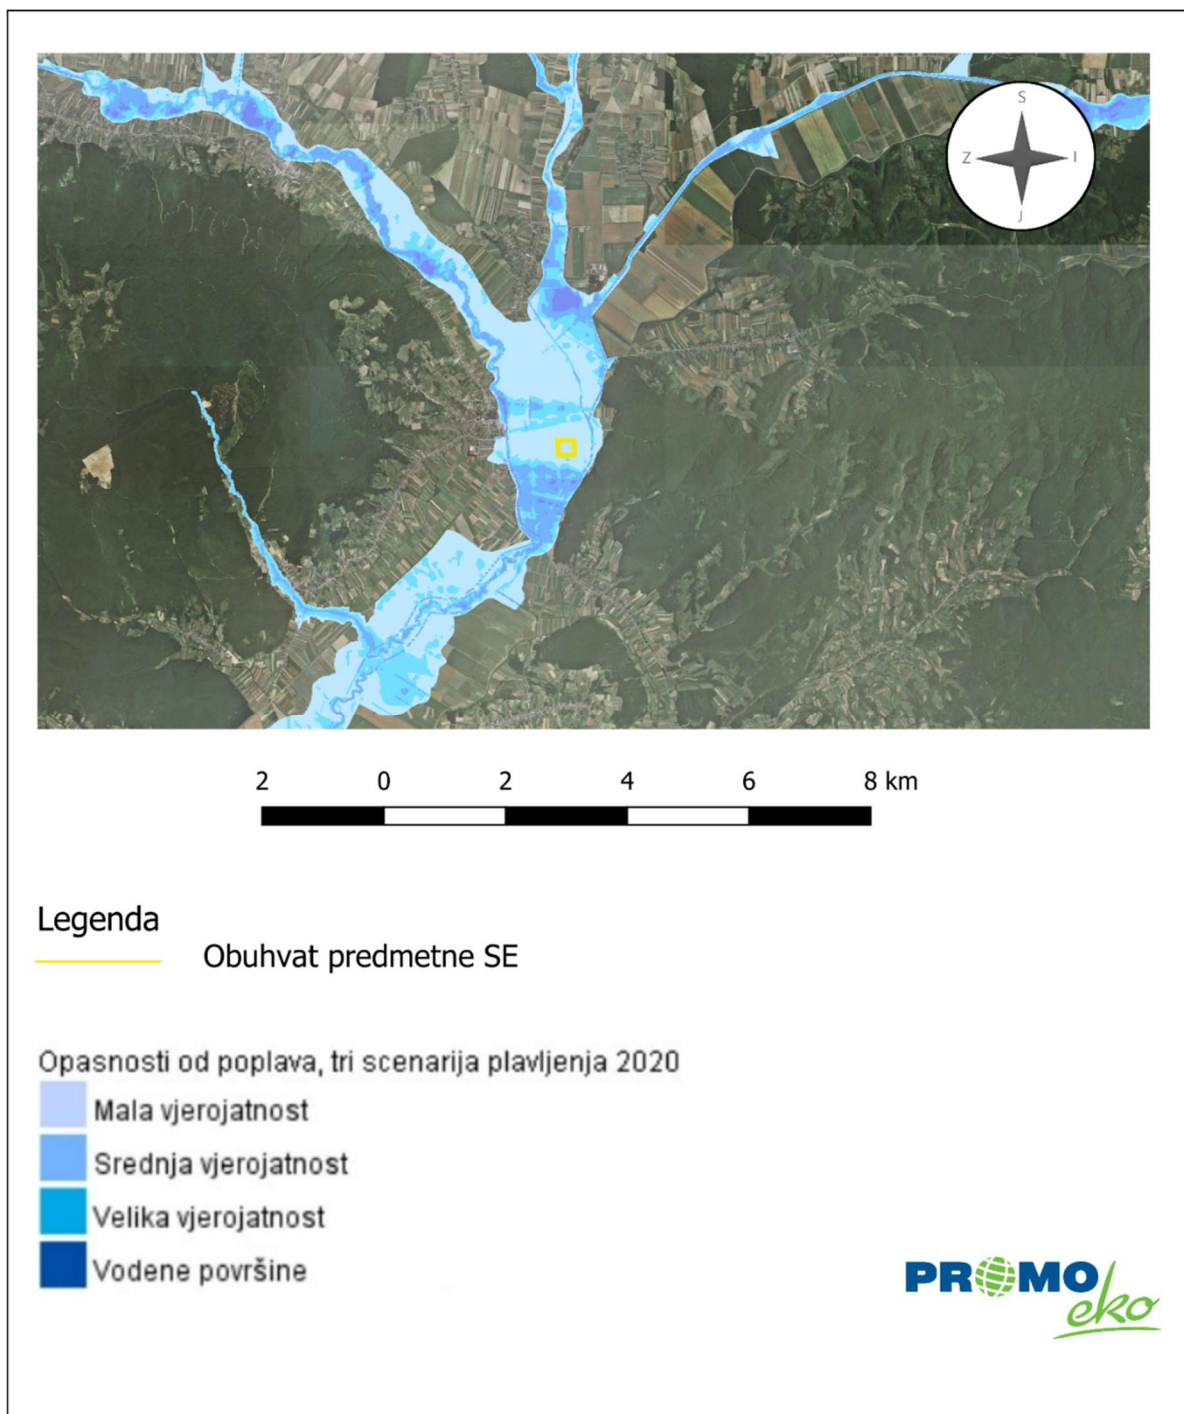 S
Z
I
J
2 0 2 4 6 8 km
Legenda
Obuhvat predmetne SE
Opasnosti od poplava, tri scenarija plavljenja 2020
Mala vjerojatnost
Srednja vjerojatnost
Velika vjerojatnost
Vodene površine
PROMO
eko